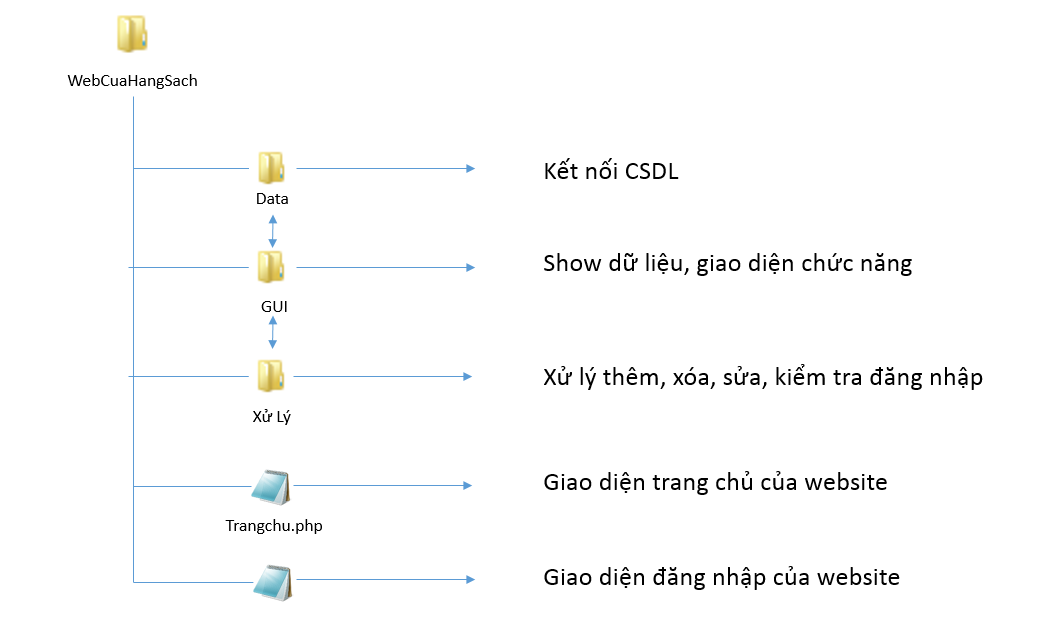 WebCuaHangSach
Kết nối CSDL
Data
Show dữ liệu, giao diện chức năng
GUI
Xử lý thêm, xóa, sửa, kiểm tra đăng nhập
Xử Lý
Giao diện trang chủ của website
Trangchu.php
Giao diện đăng nhập của website